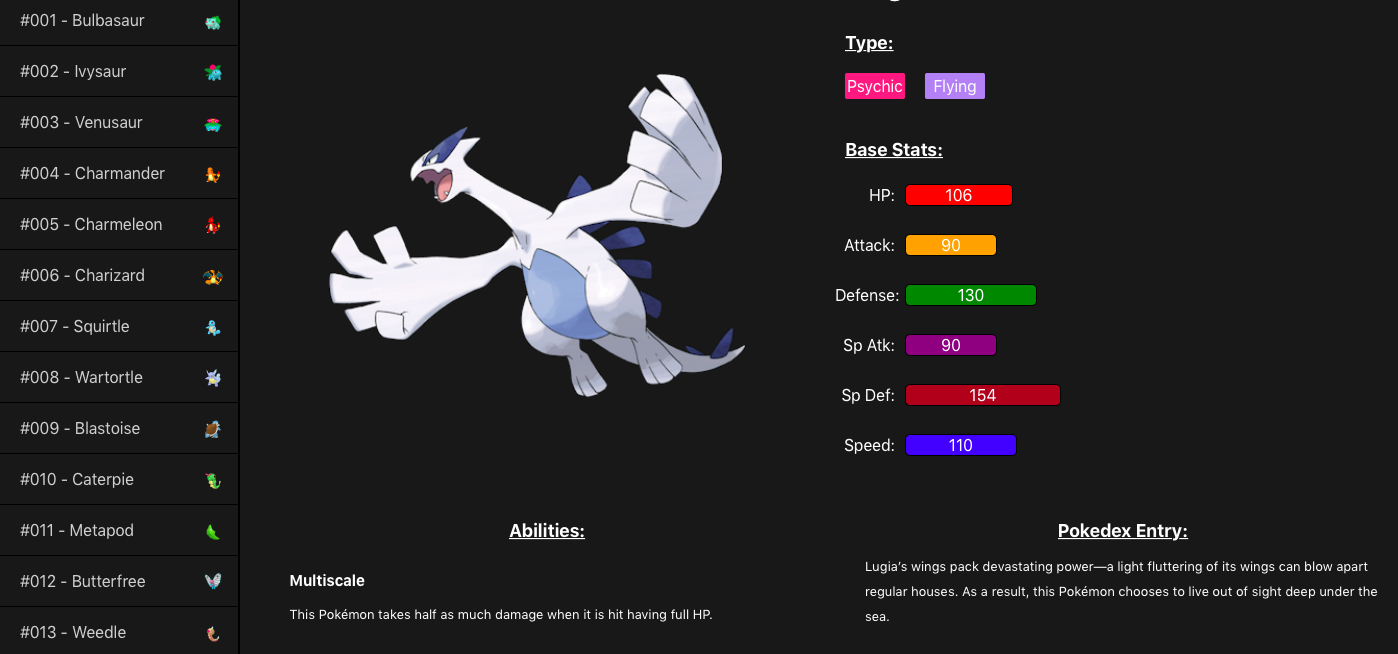 #001 - Bulbasaur
#002 - Ivysaur
#003 - Venusaur
#004 - Charmander
#005 - Charmeleon
#006 - Charizard
#007 - Squirtle
#008 - Wartortle
#009 - Blastoise
#010 - Caterpie
#011 - Metapod
#012 - Butterfree
#013 - Weedle
Type:
Psychic Flying
Base Stats:
HP: 106
Attack: 90
Defense: 130
Sp Atk: 90
Sp Def: 154
Speed: 110
Abilities:
Multiscale
This Pokémon takes half as much damage when it is hit having full HP.
Pokedex Entry:
Lugia’s wings pack devastating power—a light fluttering of its wings can blow apart
regular houses. As a result, this Pokémon chooses to live out of sight deep under the
sea.